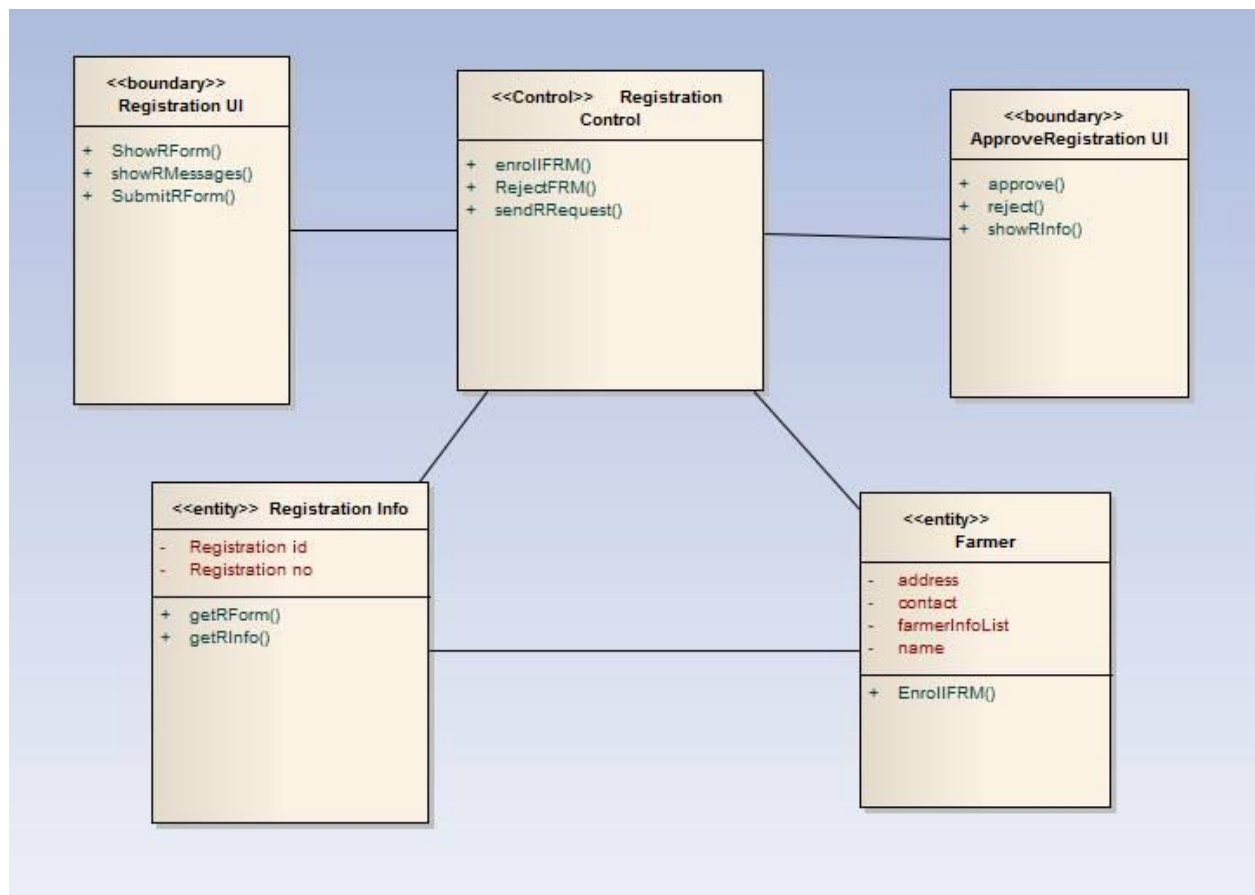 <<boundary>>
Registration UI
+ ShowRForm()
+ showRMessages()
+ SubmitRForm()
<<Control>> Registration
Control
+ enrollFRM()
+ RejectFRM()
+ sendRRequest()
<<boundary>>
ApproveRegistration UI
+ approve()
+ reject()
+ showRInfo()
<<entity>> Registration Info
- Registration id
- Registration no
+ getRForm()
+ getRInfo()
<<entity>>
Farmer
- address
- contact
- farmerInfoList
- name
+ EnrollFRM()